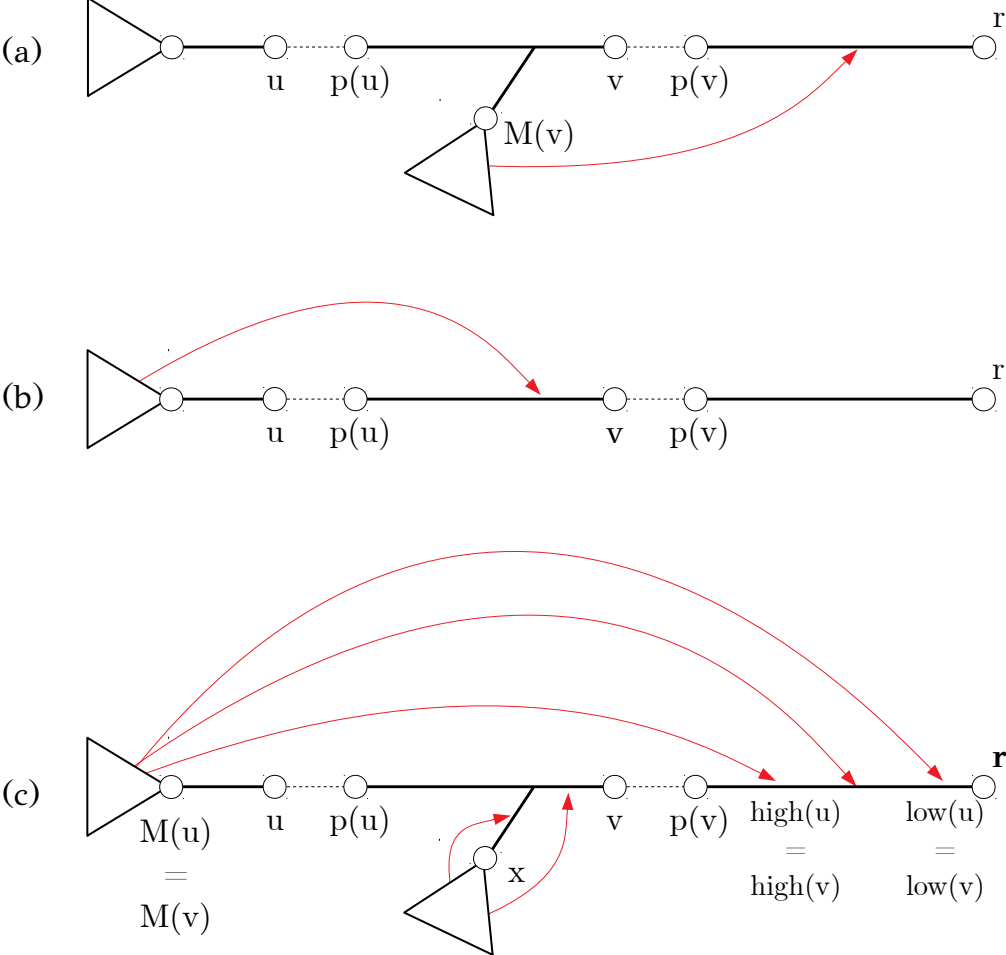 r
(a)
u p(u) v p(v)
M(v)
r
(b)
u p(u) v p(v)
r
(c)
u p(u) v p(v) high(u) low(u)
M(u)
= = =
x
high(v) low(v)
M(v)